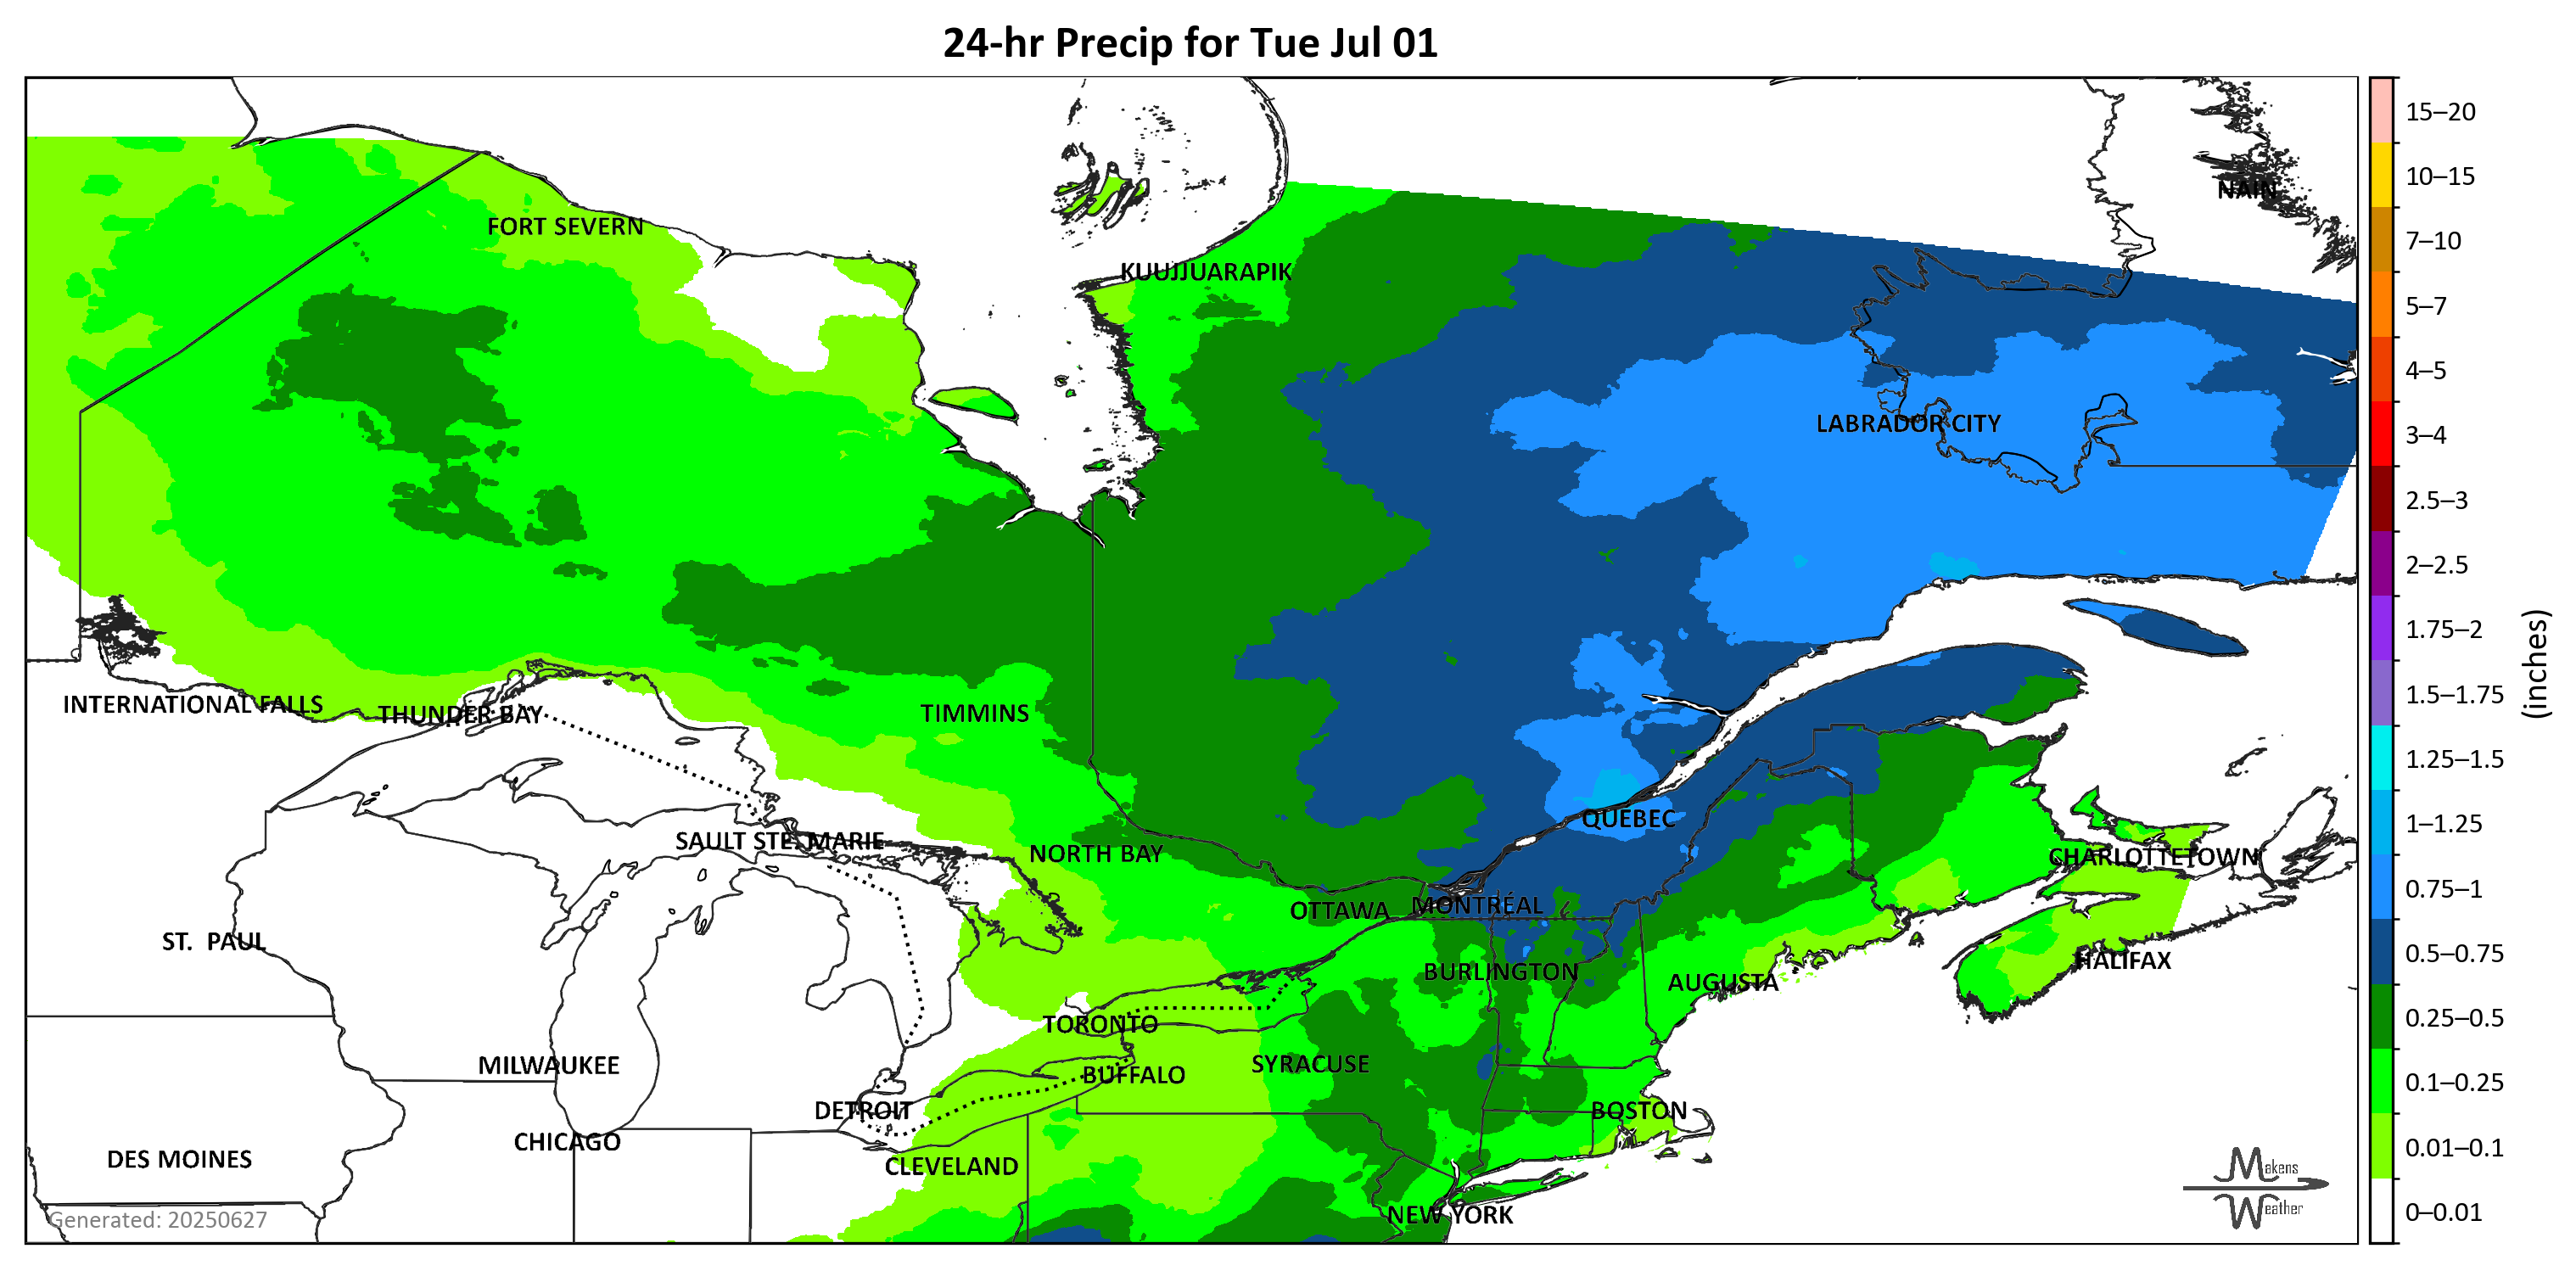 24-hr Precip for Tue Jul 01
15–20
10–15
NAIN
FORT SEVERN
7–10
KUUJJUARAPIK
5–7
4–5
LABRADOR CITY
3–4
2.5–3
2–2.5
1.75–2
(inches)
1.5–1.75
INTERNATIONAL FALLS
THUNDER BAY
TIMMINS
1.25–1.5
QUÉBEC
1–1.25
SAULT STE. MARIE
NORTH BAY
CHARLOTTETOWN
0.75–1
OTTAWA
MONTRÉAL
ST. PAUL
0.5–0.75
HALIFAX
BURLINGTON
AUGUSTA
TORONTO
0.25–0.5
MILWAUKEE
SYRACUSE
BUFFALO
0.1–0.25
DETROIT
BOSTON
CHICAGO
0.01–0.1
DES MOINES
CLEVELAND
Makens
Weather
Generated: 20250627
NEW YORK
0–0.01